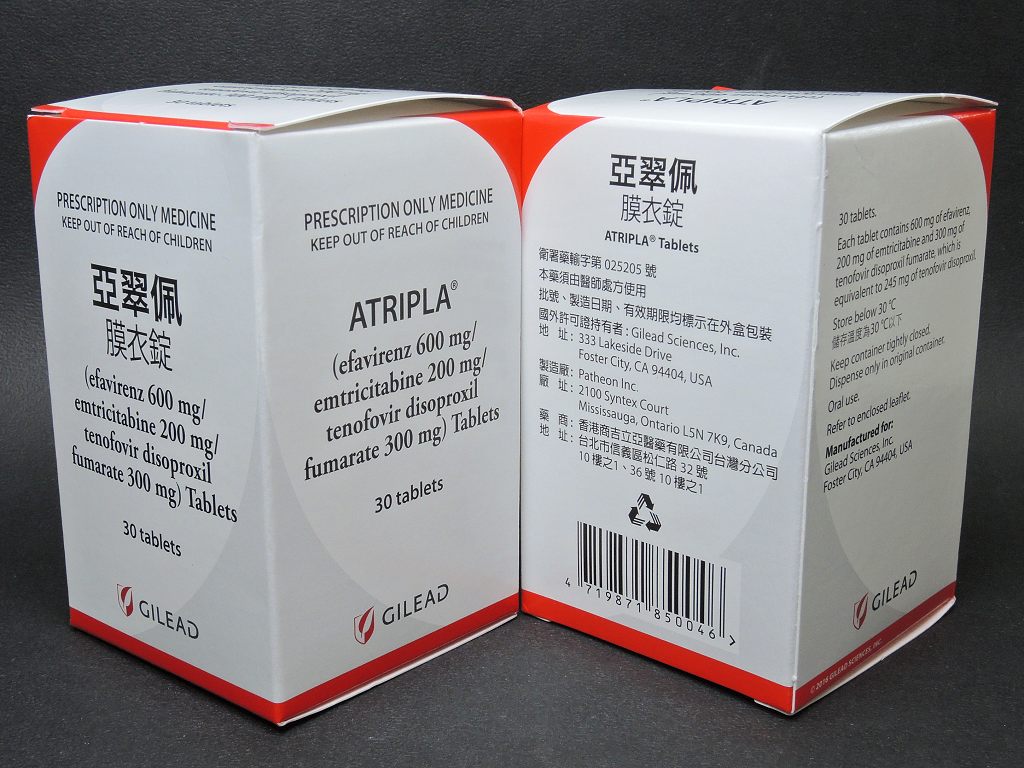 PRESCRIPTION ONLY MEDICINE
KEEP OUT OF REACH OF CHILDREN
亞翠佩
膜衣錠
(efavirenz 600 mg/
emtricitabine 200 mg/
tenofovir disoproxil
fumarate 300 mg) Tablets
30 tablets
GILEAD
PRESCRIPTION ONLY MEDICINE
KEEP OUT OF REACH OF CHILDREN
ATRIPLA®
(efavirenz 600 mg/
emtricitabine 200 mg/
tenofovir disoproxil
fumarate 300 mg) Tablets
30 tablets
GILEAD
ATRIPLA®
亞翠佩
膜衣錠
ATRIPLA® Tablets
衛署藥輸字第 025205 號
本藥須由醫師處方使用
批號、製造日期、有效期限均標示在外盒包裝
國外許可證持有者: Gilead Sciences, Inc.
地 址: 333 Lakeside Drive
Foster City, CA 94404, USA
製造廠: Patheon Inc.
廠 址: 2100 Syntex Court
Mississauga, Ontario L5N 7K9, Canada
藥 商: 香港商吉立亞醫藥有限公司台灣分公司
地 址: 台北市信義區松仁路 32 號
10 樓之1、36 號 10 樓之1
4 719871 850046 >
30 tablets.
Each tablet contains 600 mg of efavirenz,
200 mg of emtricitabine and 300 mg of
tenofovir disoproxil fumarate, which is
equivalent to 245 mg of tenofovir disoproxil.
Store below 30 °C
儲存溫度為30 °C以下
Keep container tightly closed.
Dispense only in original container.
Oral use.
Refer to enclosed leaflet.
Manufactured for:
Gilead Sciences, Inc.
Foster City, CA 94404, USA
GILEAD
© 2016 GILEAD SCIENCES, INC.